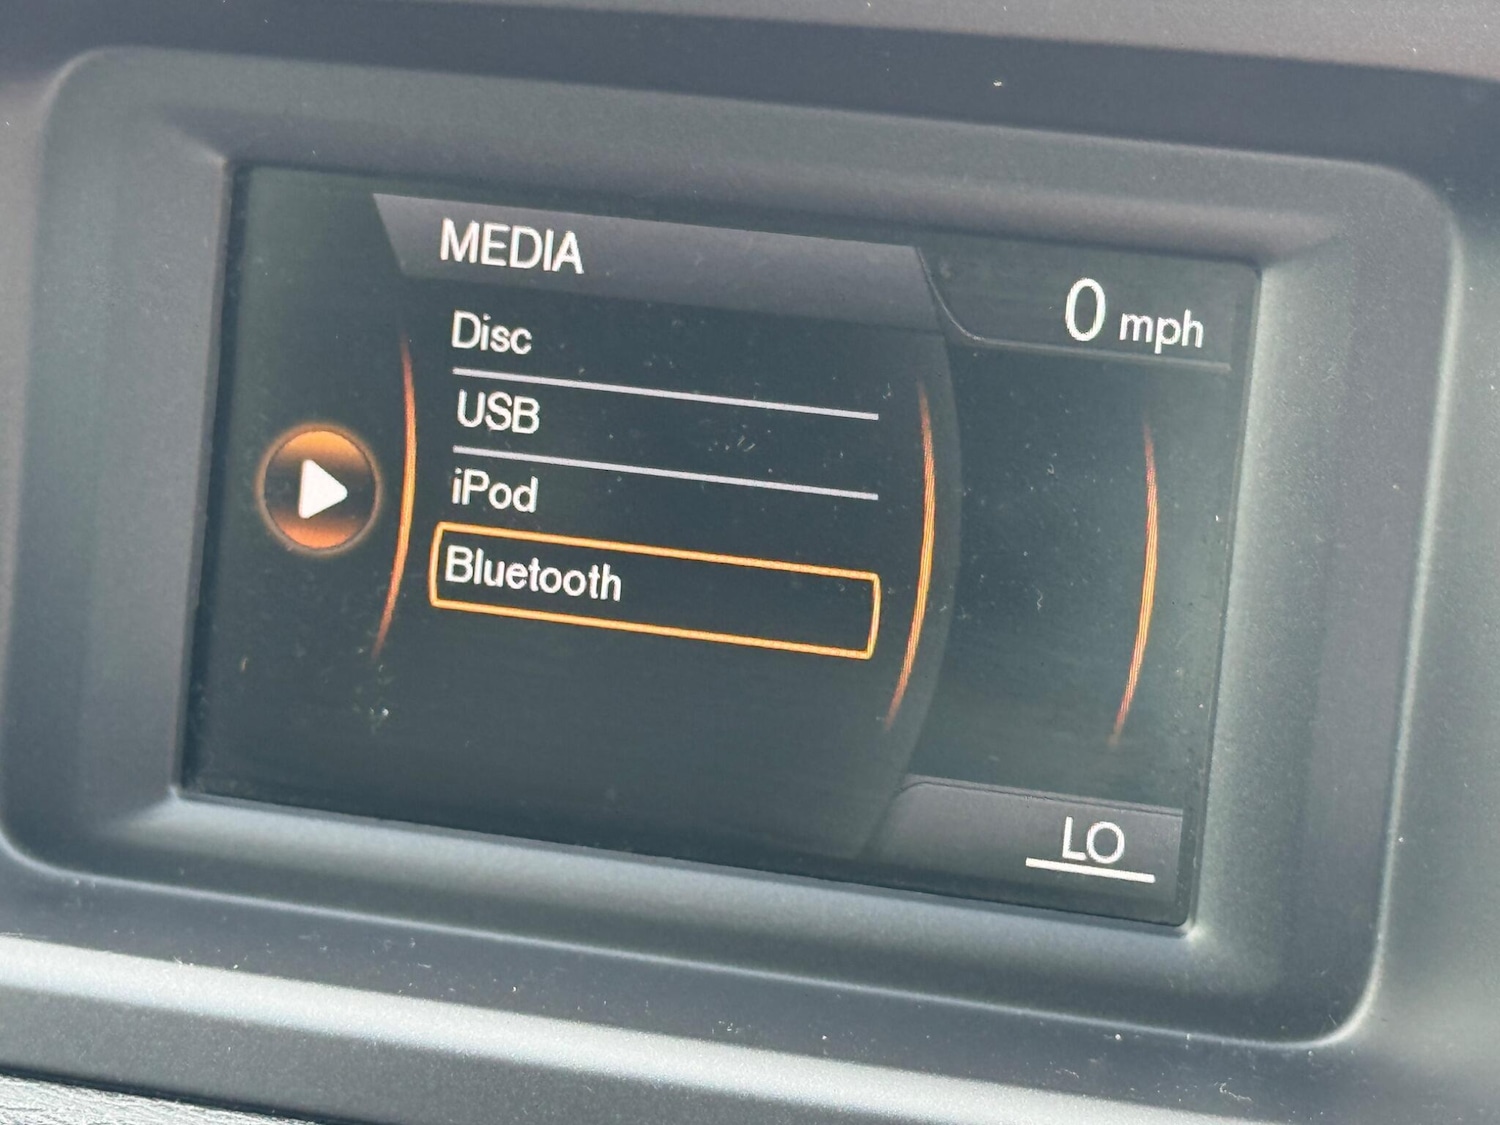 MEDIA
0 mph
Disc
USB
iPod
Bluetooth
LO